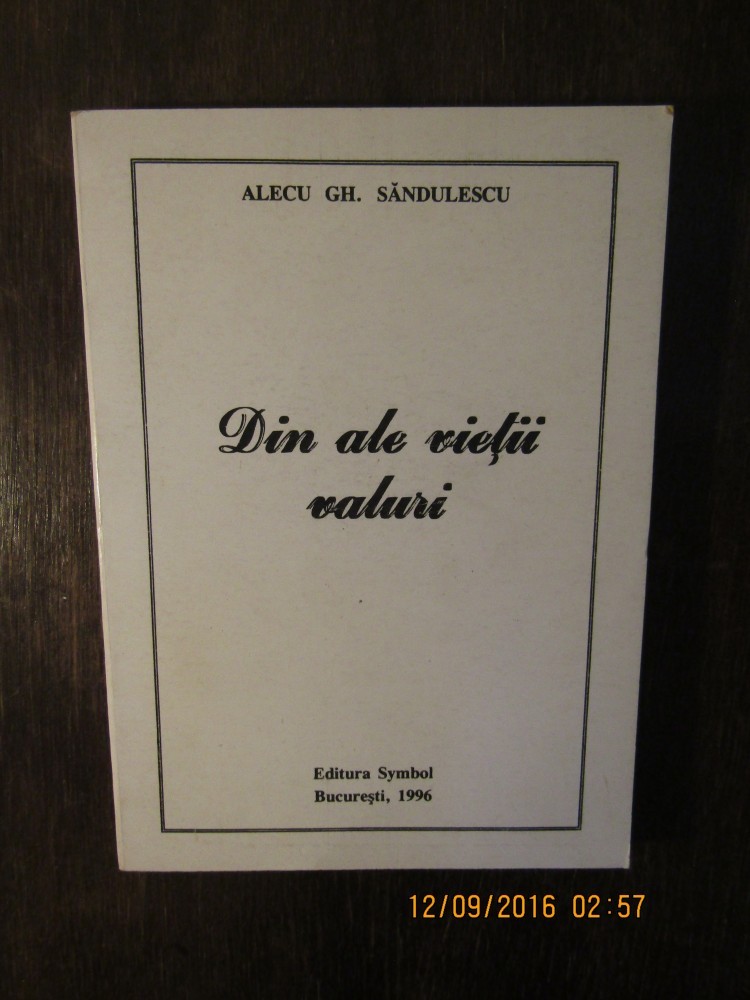 ALECU GH. SĂNDULESCU
Din ale vieţii
valuri
Editura Symbol
Bucureşti, 1996
12/09/2016 02:57